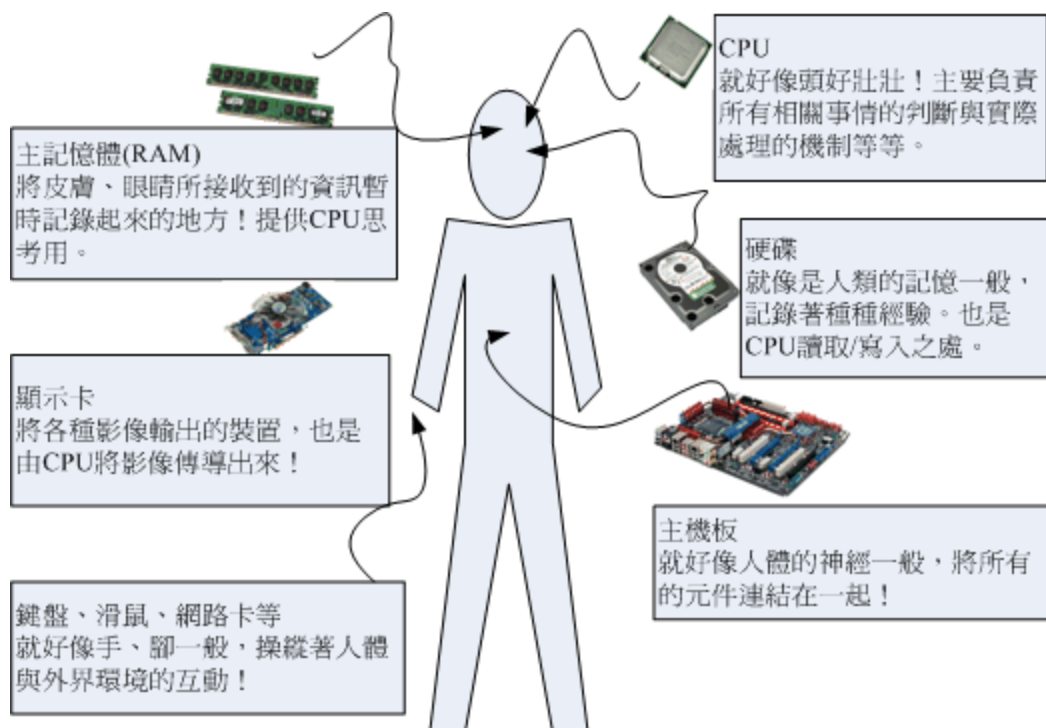 CPU
就好像頭好壯壯！主要負責
所有相關事情的判斷與實際
處理的機制等等。
主記憶體(RAM)
將皮膚、眼睛所接收到的資訊暫
時記錄起來的地方！提供CPU思
考用。
硬碟
就像是人類的記憶一般，
記錄著種種經驗。也是
CPU讀取/寫入之處。
顯示卡
將各種影像輸出的裝置，也是
由CPU將影像傳導出來！
主機板
就好像人體的神經一般，將所有
的元件連結在一起！
鍵盤、滑鼠、網路卡等
就好像手、腳一般，操縱著人體
與外界環境的互動！